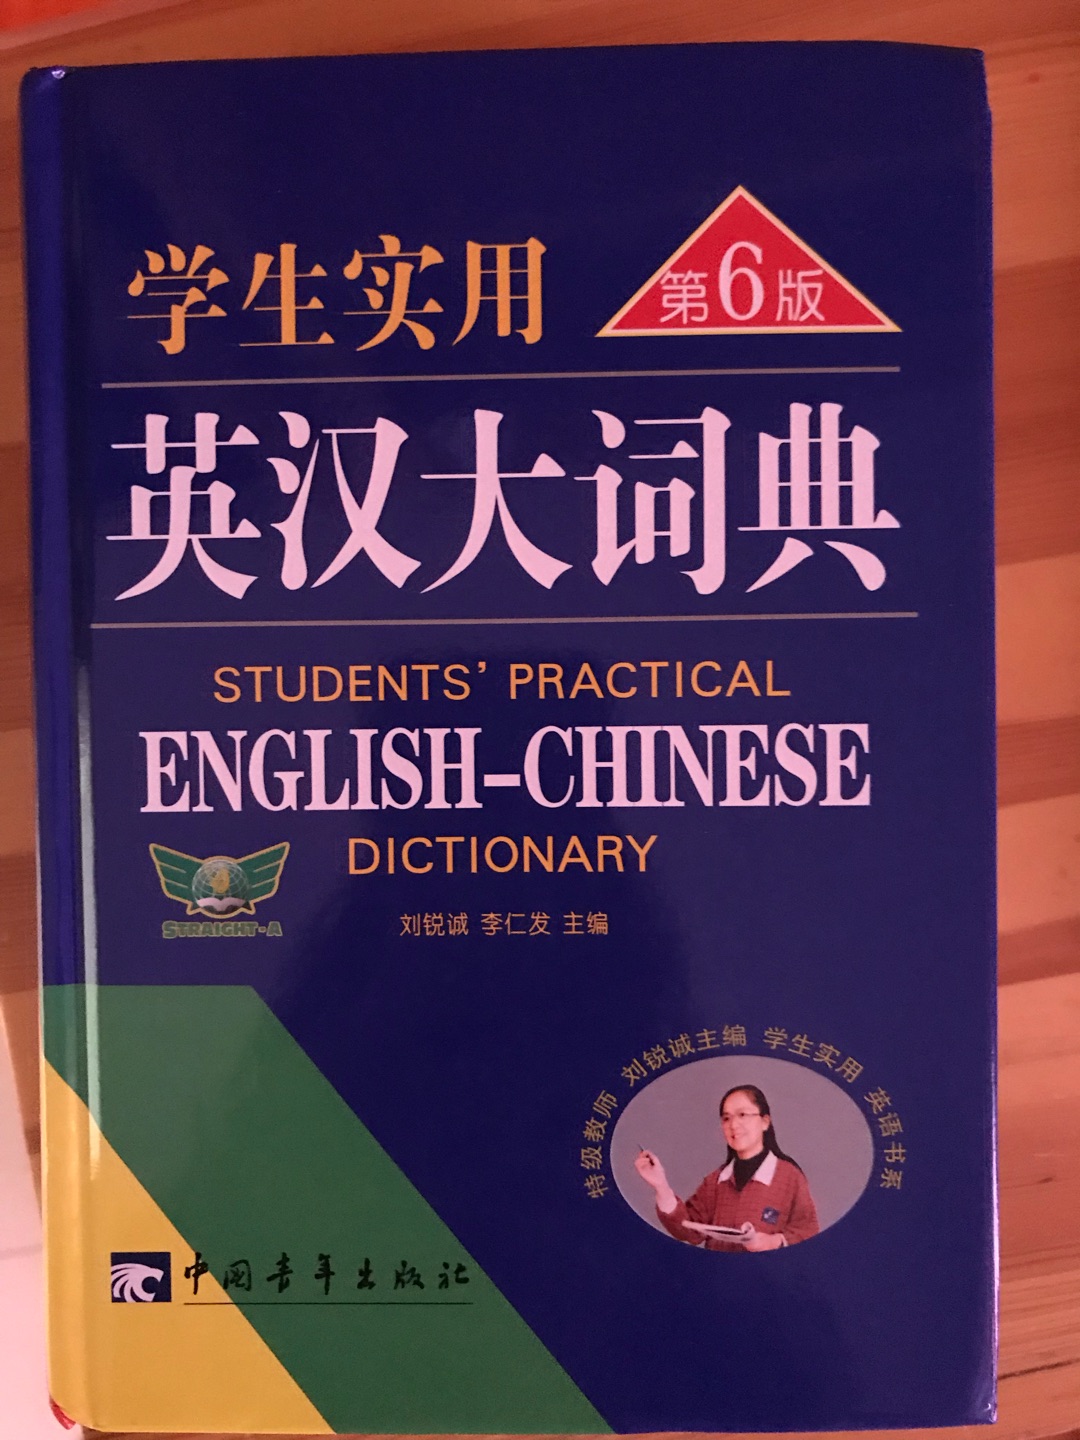 学生实用
第6版
英汉大词典
STUDENTS' PRACTICAL
ENGLISH-CHINESE
DICTIONARY
STRAIGHT-A
刘锐诚 李仁发 主编
特级教师 刘锐诚主编 学生实用 英语书系
中国青年出版社